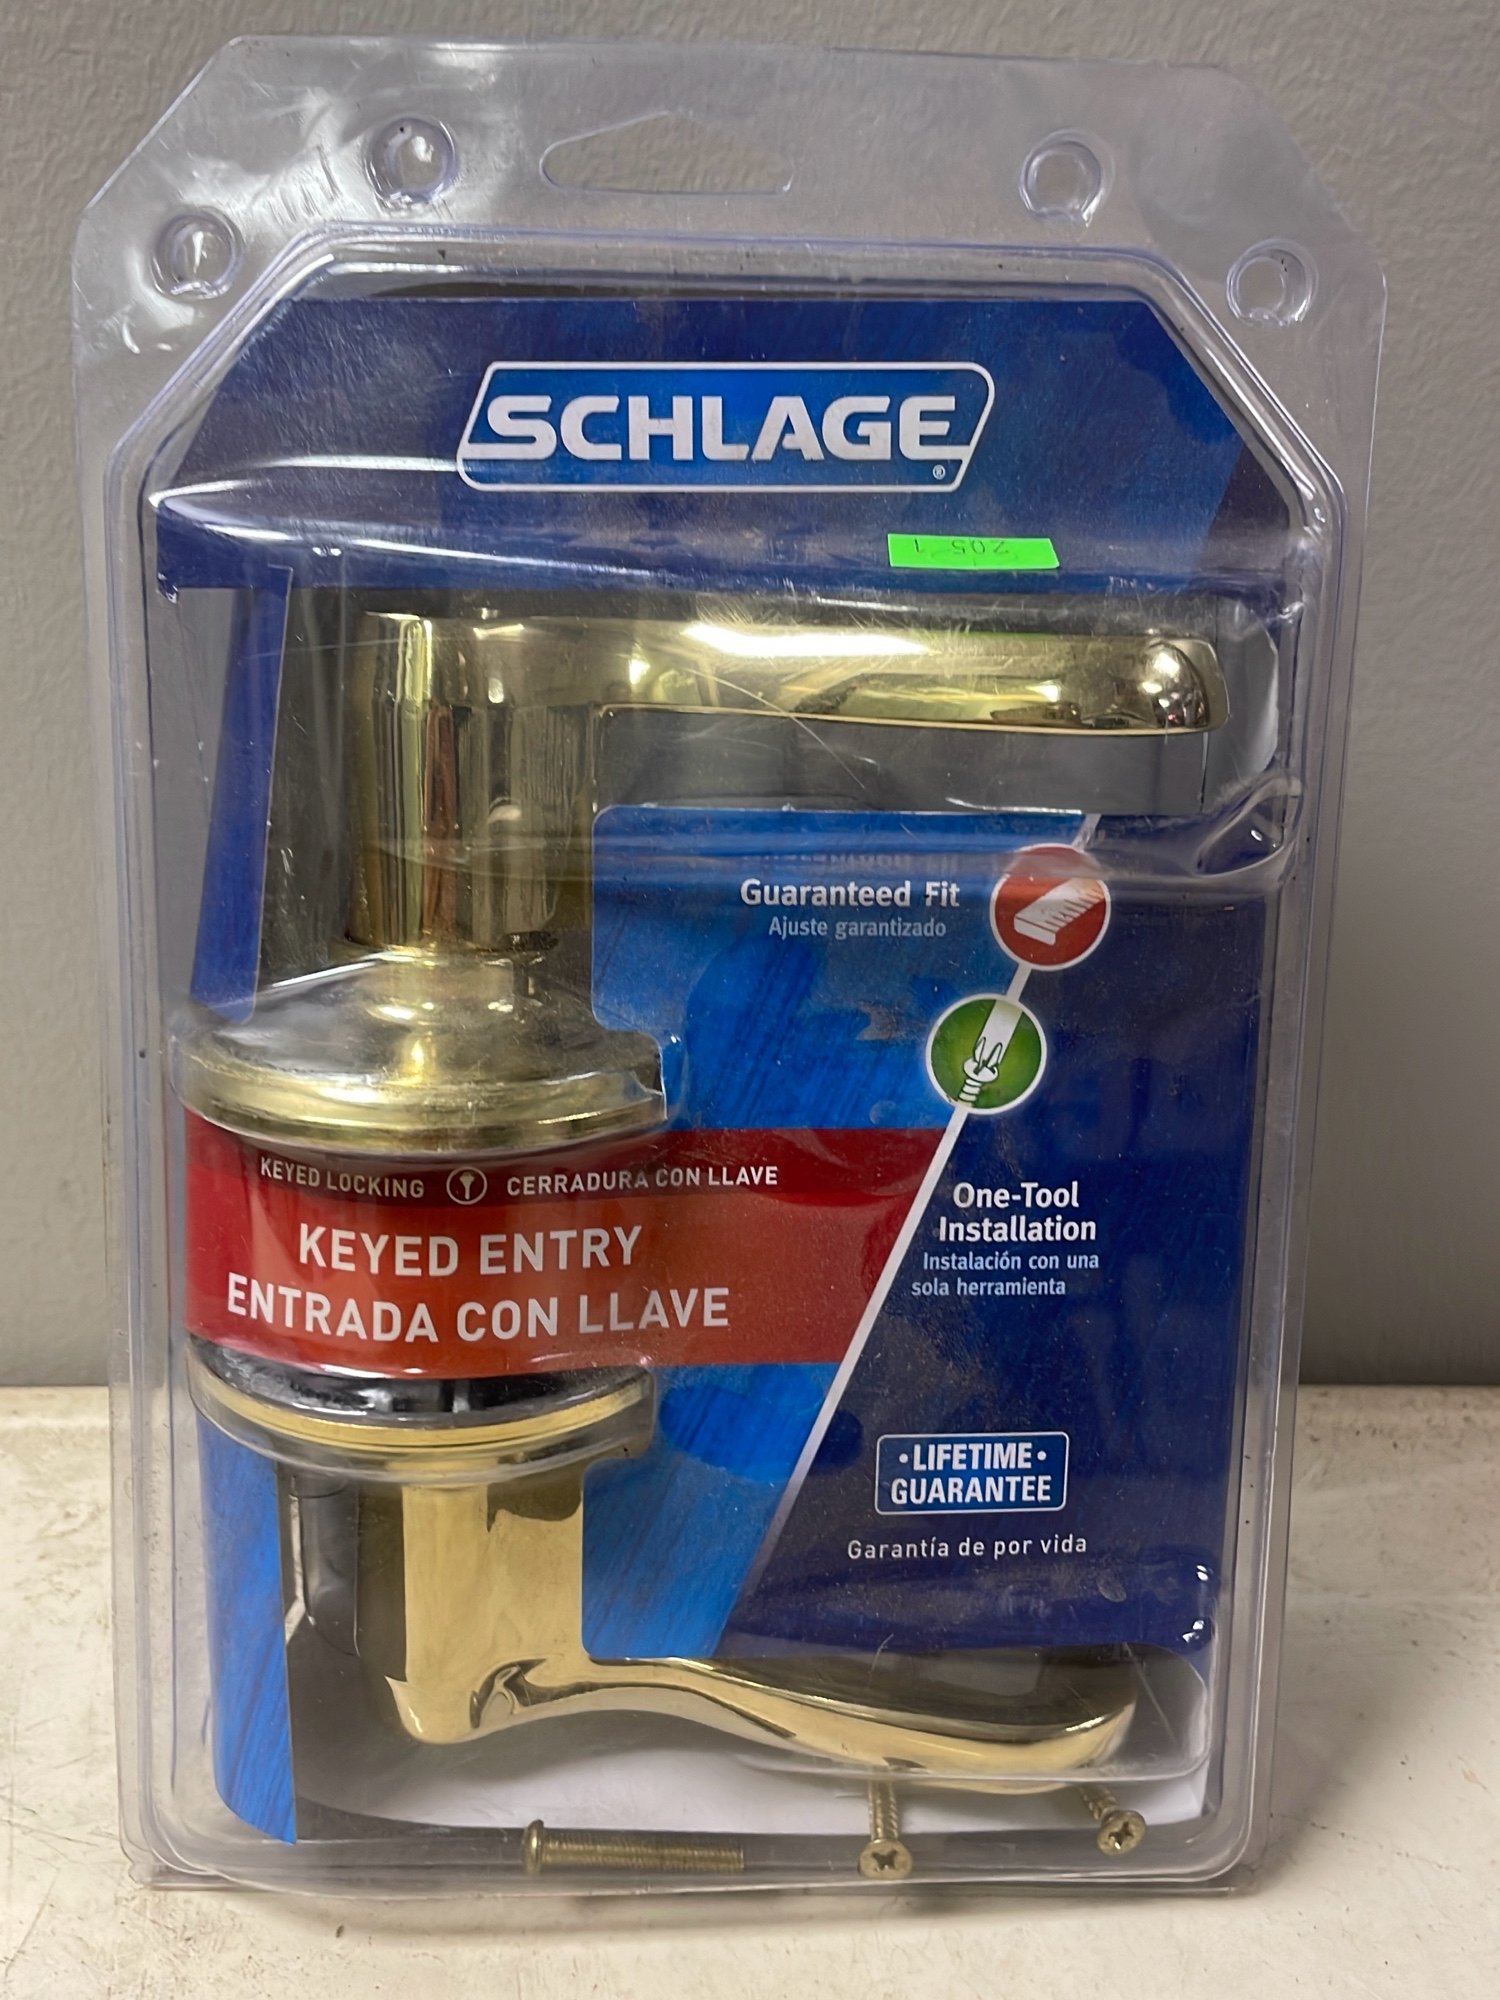 SCHLAGE®
205 1
Guaranteed Fit
Ajuste garantizado
KEYED LOCKING CERRADURA CON LLAVE
KEYED ENTRY
ENTRADA CON LLAVE
One-Tool
Installation
Instalación con una
sola herramienta
•LIFETIME•
GUARANTEE
Garantía de por vida